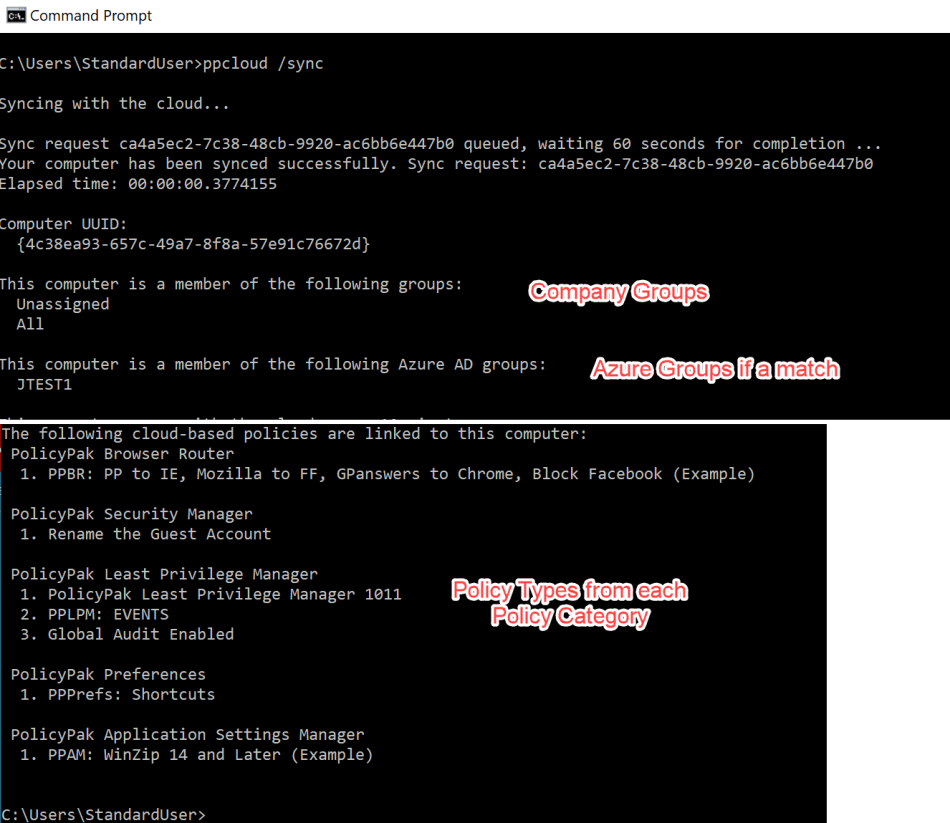 Command Prompt
C:\Users\StandardUser>ppcloud /sync
Syncing with the cloud...
Sync request ca4a5ec2-7c38-48cb-9920-ac6bb6e447b0 queued, waiting 60 seconds for completion ...
Your computer has been synced successfully. Sync request: ca4a5ec2-7c38-48cb-9920-ac6bb6e447b0
Elapsed time: 00:00:00.3774155
Computer UUID:
{4c38ea93-657c-49a7-8f8a-57e91c76672d}
This computer is a member of the following groups:
Company Groups
Unassigned
All
This computer is a member of the following Azure AD groups:
Azure Groups if a match
JTEST1
The following cloud-based policies are linked to this computer:
PolicyPak Browser Router
1. PPBR: PP to IE, Mozilla to FF, GPanswers to Chrome, Block Facebook (Example)
PolicyPak Security Manager
1. Rename the Guest Account
PolicyPak Least Privilege Manager
1. PolicyPak Least Privilege Manager 1011
2. PPLPM: EVENTS
3. Global Audit Enabled
Policy Types from each
Policy Category
PolicyPak Preferences
1. PPPrefs: Shortcuts
PolicyPak Application Settings Manager
1. PPAM: WinZip 14 and Later (Example)
C:\Users\StandardUser>